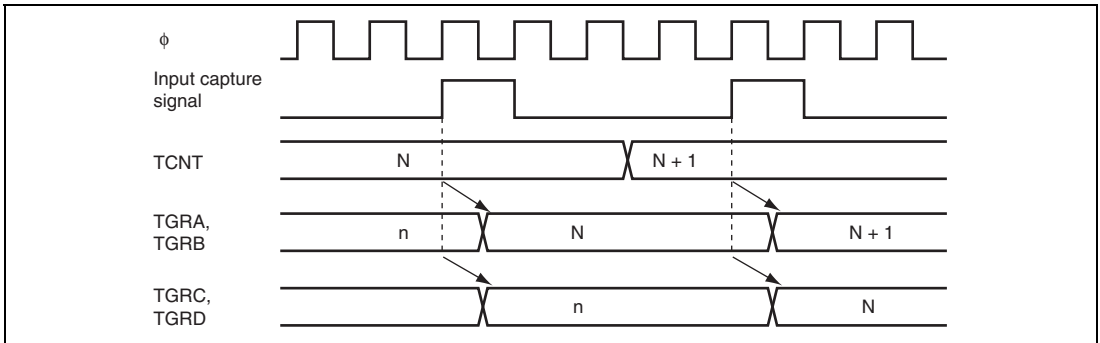 ϕ
Input capture
signal
TCNT
N
N + 1
TGRA,
TGRB
n
N
N + 1
TGRC,
TGRD
n
N